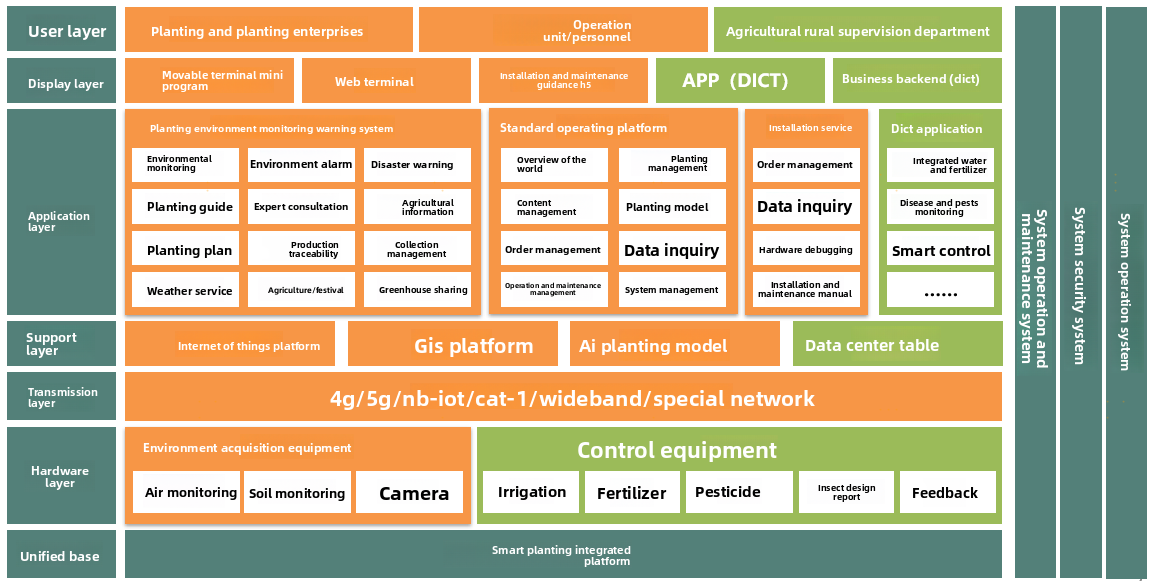 User layer
Planting and planting enterprises
Operation
unit/personnel
Agricultural rural supervision department
Display layer
Movable terminal mini
program
Web terminal
Installation and maintenance
guidance h5
APP (DICT)
Business backend (dict)
Application
layer
Planting environment monitoring warning system
Environmental
monitoring
Environment alarm
Disaster warning
Planting guide
Expert consultation
Agricultural
information
Planting plan
Production
traceability
Collection
management
Weather service
Agriculture/festival
Greenhouse sharing
Standard operating platform
Overview of the
world
Planting
management
Content
management
Planting model
Order management
Data inquiry
Operation and maintenance
management
System management
Installation service
Order management
Data inquiry
Hardware debugging
Installation and
maintenance manual
Dict application
Integrated water
and fertilizer
Disease and pests
monitoring
Smart control
......
Support
layer
Internet of things platform
Gis platform
Ai planting model
Data center table
Transmission
layer
4g/5g/nb-iot/cat-1/wideband/special network
Hardware
layer
Environment acquisition equipment
Air monitoring
Soil monitoring
Camera
Control equipment
Irrigation
Fertilizer
Pesticide
Insect design
report
Feedback
Unified base
Smart planting integrated
platform
System operation and
maintenance system
System security system
System operation system